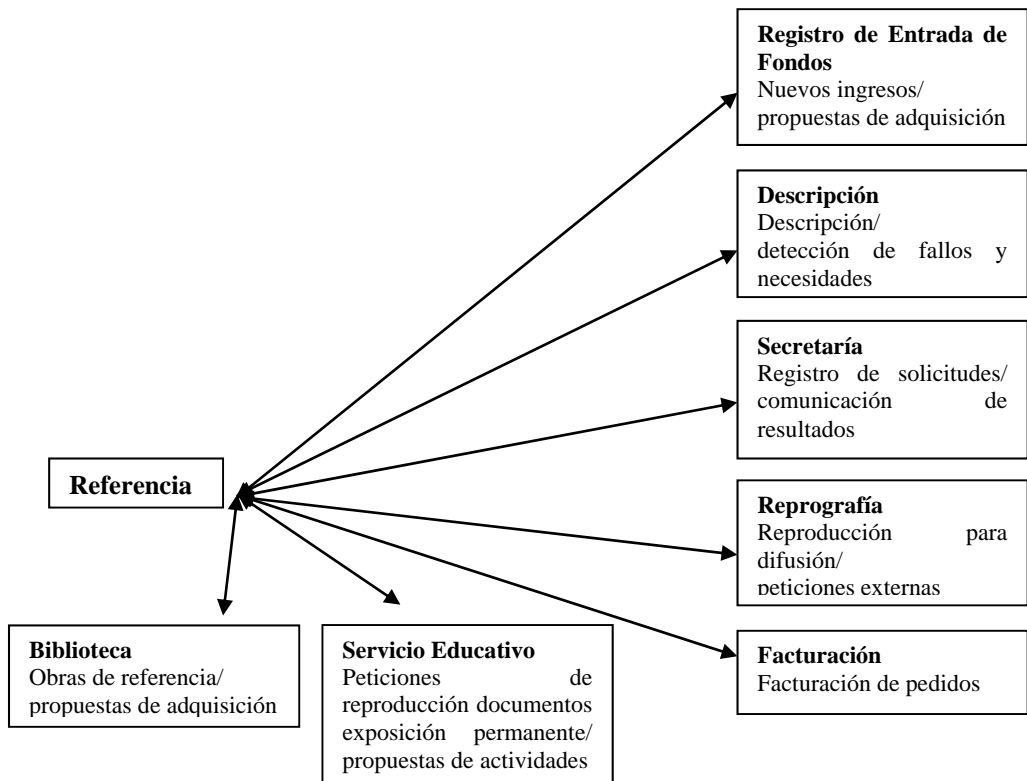 Registro de Entrada de
Fondos
Nuevos ingresos/
propuestas de adquisición
Descripción
Descripción/
detección de fallos y
necesidades
Secretaría
Registro de solicitudes/
comunicación de
resultados
Referencia
Reprografía
Reproducción para
difusión/
peticiones externas
Biblioteca
Obras de referencia/
propuestas de adquisición
Servicio Educativo
Peticiones de
reproducción documentos
exposición permanente/
propuestas de actividades
Facturación
Facturación de pedidos